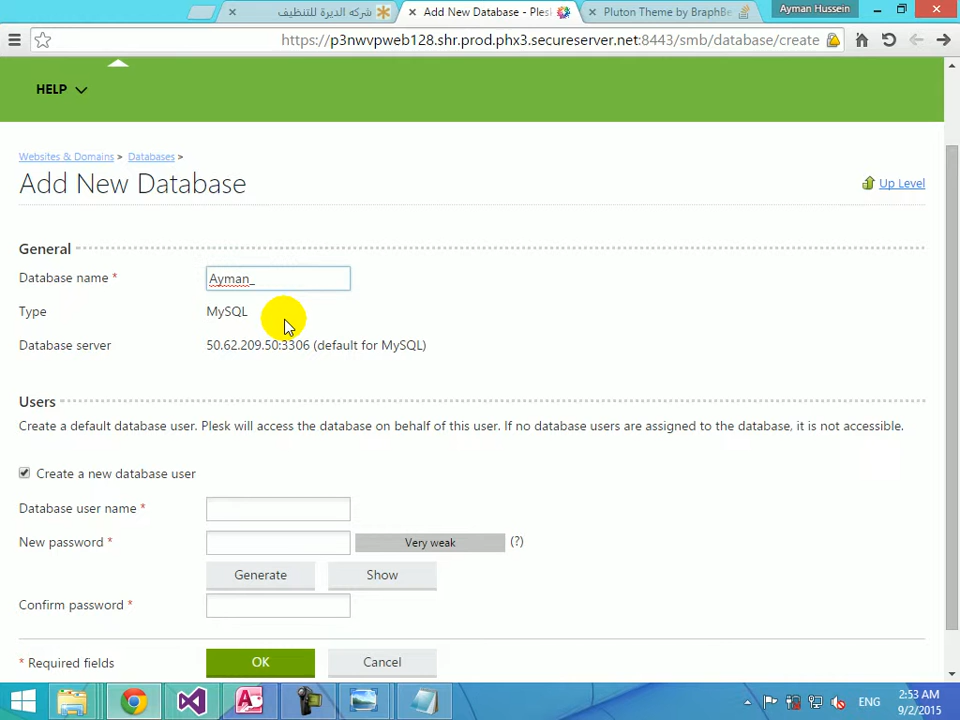 شركه الديرة للتنظيف
Add New Database - Plesk
Pluton Theme by BraphBe
Ayman Hussein
https://p3nwvpweb128.shr.prod.phx3.secureserver.net:8443/smb/database/create
HELP
Websites & Domains > Databases >
Add New Database
Up Level
General
Database name * Ayman_
Type MySQL
Database server 50.62.209.50:3306 (default for MySQL)
Users
Create a default database user. Plesk will access the database on behalf of this user. If no database users are assigned to the database, it is not accessible.
Create a new database user
Database user name *
New password * Very weak (?)
Generate Show
Confirm password *
* Required fields OK Cancel
ENG 2:53 AM
9/2/2015